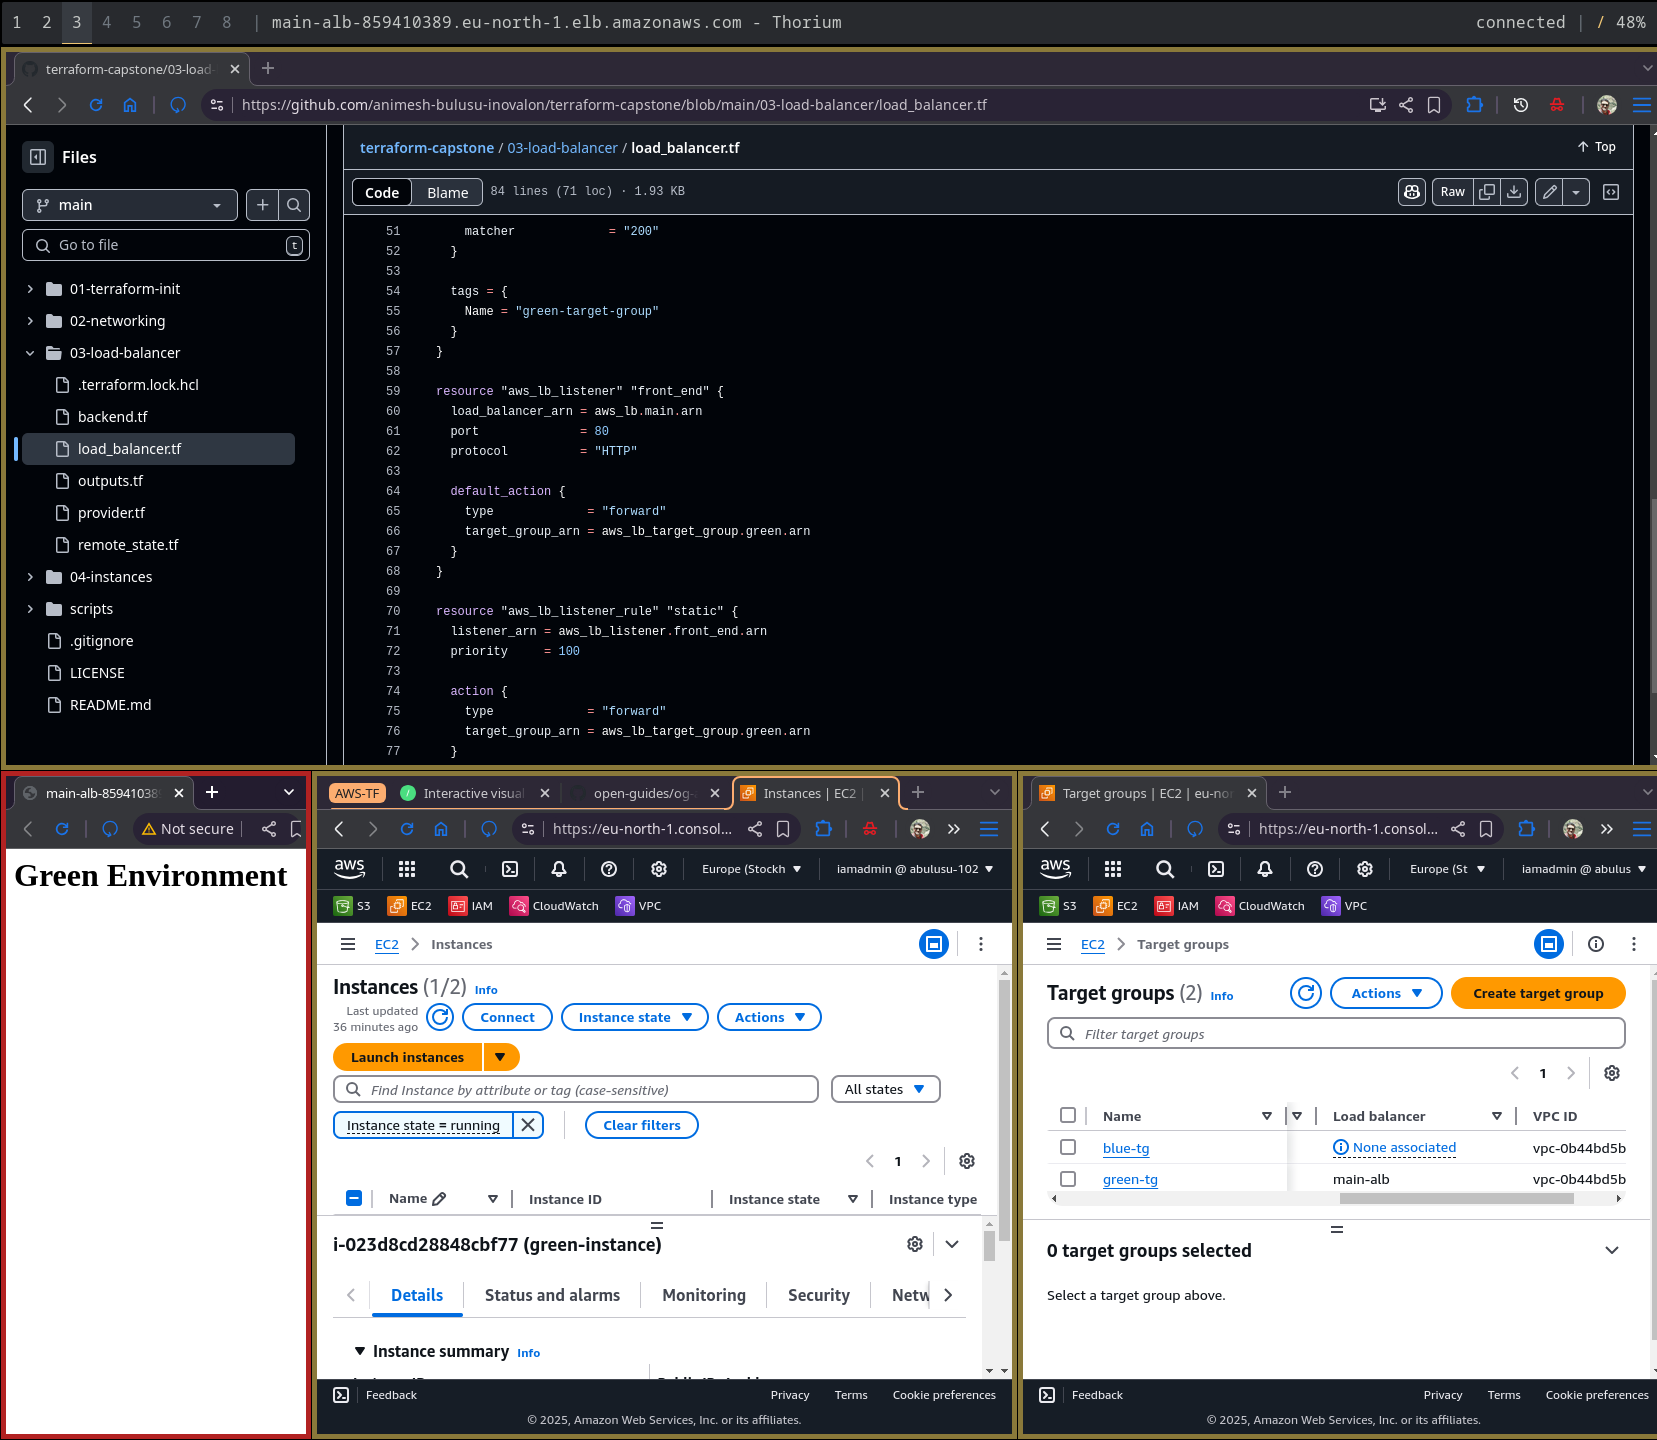 1 2 3 4 5 6 7 8 | main-alb-859410389.eu-north-1.elb.amazonaws.com - Thorium connected | / 48%
terraform-capstone/03-load-
https://github.com/animesh-bulusu-inovalon/terraform-capstone/blob/main/03-load-balancer/load_balancer.tf
Files
main
Go to file t
01-terraform-init
02-networking
03-load-balancer
.terraform.lock.hcl
backend.tf
load_balancer.tf
outputs.tf
provider.tf
remote_state.tf
04-instances
scripts
.gitignore
LICENSE
README.md
terraform-capstone / 03-load-balancer / load_balancer.tf Top
Code Blame 84 lines (71 loc) · 1.93 KB Raw
51 matcher = "200"
52 }
53
54 tags = {
55 Name = "green-target-group"
56 }
57 }
58
59 resource "aws_lb_listener" "front_end" {
60 load_balancer_arn = aws_lb.main.arn
61 port = 80
62 protocol = "HTTP"
63
64 default_action {
65 type = "forward"
66 target_group_arn = aws_lb_target_group.green.arn
67 }
68 }
69
70 resource "aws_lb_listener_rule" "static" {
71 listener_arn = aws_lb_listener.front_end.arn
72 priority = 100
73
74 action {
75 type = "forward"
76 target_group_arn = aws_lb_target_group.green.arn
77 }
main-alb-85941038
Not secure
Green Environment
AWS-TF Interactive visual open-guides/og- Instances | EC2 |
https://eu-north-1.consol...
aws Europe (Stockh iamadmin @ abulusu-102
S3 EC2 IAM CloudWatch VPC
EC2 Instances
Instances (1/2) Info
Last updated
36 minutes ago
Connect Instance state Actions
Launch instances
Find Instance by attribute or tag (case-sensitive) All states
Instance state = running Clear filters
1
Name Instance ID Instance state Instance type
i-023d8cd28848cbf77 (green-instance)
Details Status and alarms Monitoring Security Netw
Instance summary Info
Feedback Privacy Terms Cookie preferences
© 2025, Amazon Web Services, Inc. or its affiliates.
Target groups | EC2 | eu-nor
https://eu-north-1.consol...
aws Europe (St iamadmin @ abulus
S3 EC2 IAM CloudWatch VPC
EC2 Target groups
Target groups (2) Info Actions Create target group
Filter target groups
1
Name Load balancer VPC ID
blue-tg None associated vpc-0b44bd5b
green-tg main-alb vpc-0b44bd5b
0 target groups selected
Select a target group above.
Feedback Privacy Terms Cookie preferences
© 2025, Amazon Web Services, Inc. or its affiliates.